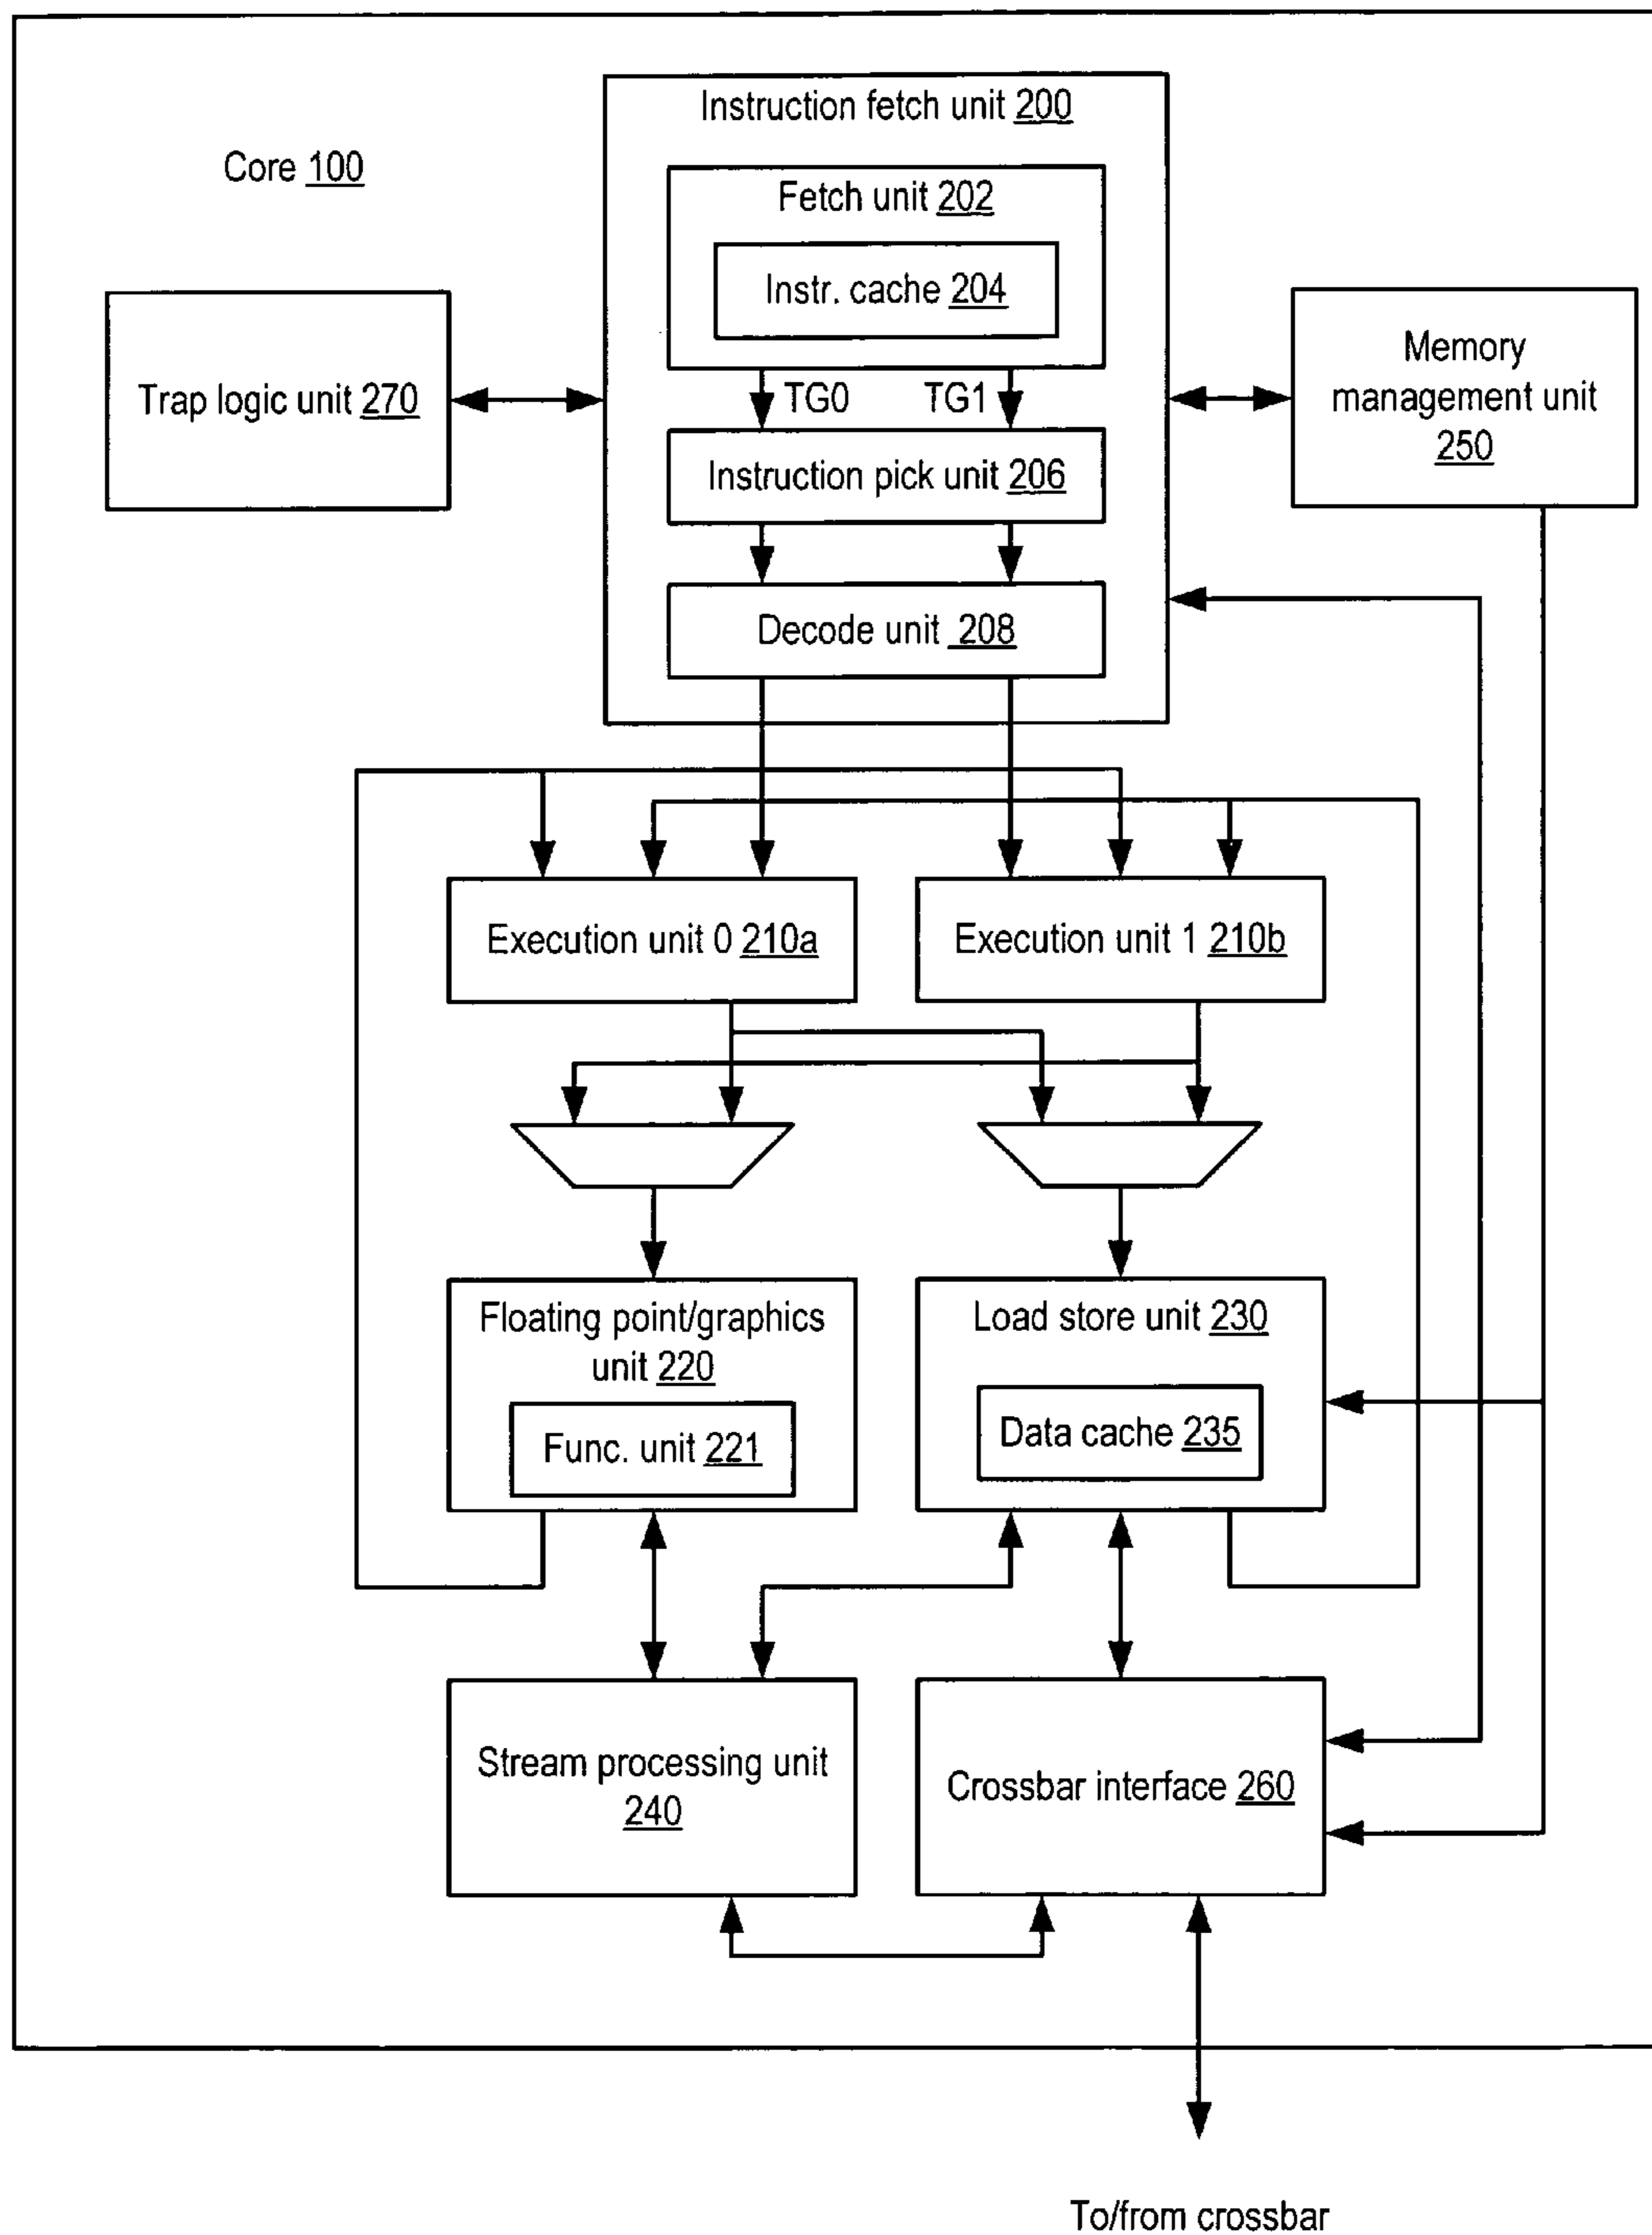 Instruction fetch unit 200
Core 100
Fetch unit 202
Instr. cache 204
Trap logic unit 270
Memory
management unit
250
TG0
TG1
Instruction pick unit 206
Decode unit 208
Execution unit 0 210a
Execution unit 1 210b
Floating point/graphics
unit 220
Func. unit 221
Load store unit 230
Data cache 235
Stream processing unit
240
Crossbar interface 260
To/from crossbar